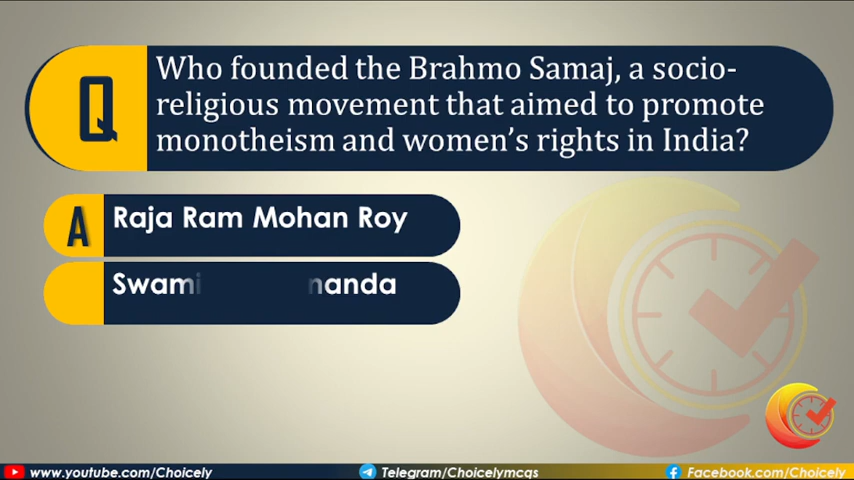 Q
Who founded the Brahmo Samaj, a socio-
religious movement that aimed to promote
monotheism and women's rights in India?
A Raja Ram Mohan Roy
Swami
www.youtube.com/Choicely
Telegram/Choicelymcqs
Facebook.com/Choicely